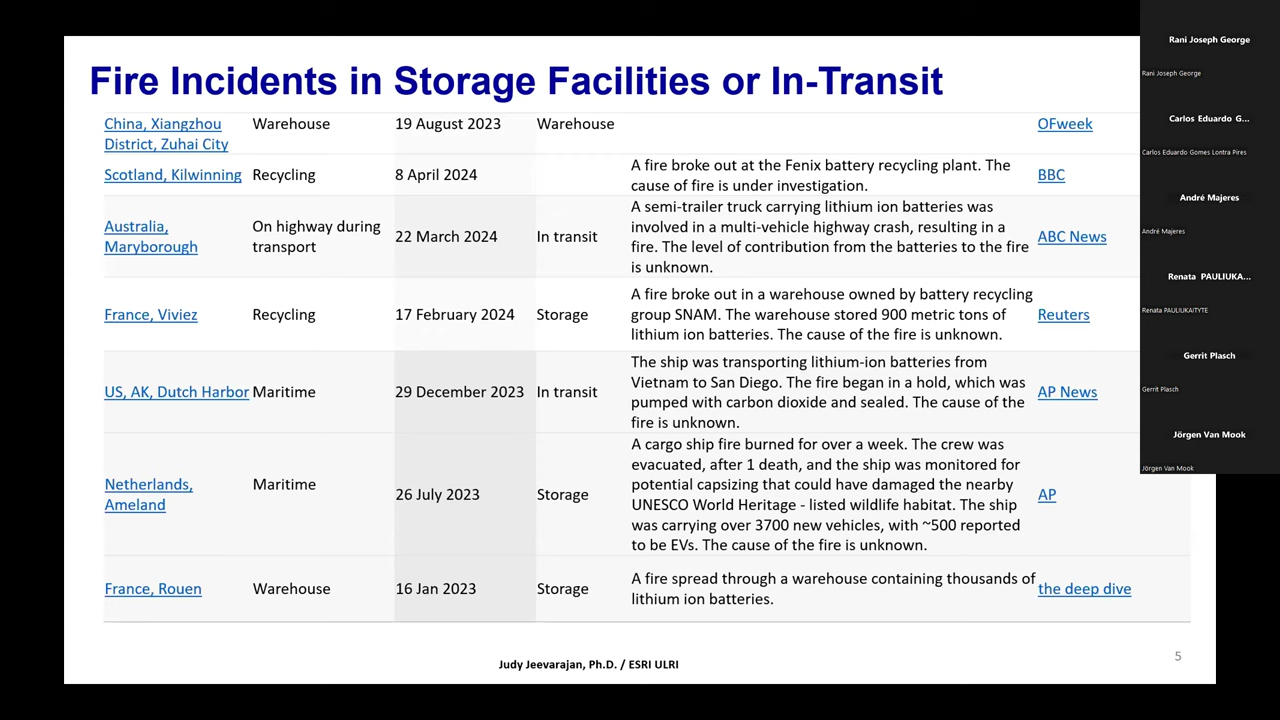 Fire Incidents in Storage Facilities or In-Transit
China, Xiangzhou
District, Zuhai City
Warehouse
19 August 2023
Warehouse
OFweek
Scotland, Kilwinning
Recycling
8 April 2024
A fire broke out at the Fenix battery recycling plant. The
cause of fire is under investigation.
BBC
Australia,
Maryborough
On highway during
transport
22 March 2024
In transit
A semi-trailer truck carrying lithium ion batteries was
involved in a multi-vehicle highway crash, resulting in a
fire. The level of contribution from the batteries to the fire
is unknown.
ABC News
France, Viviez
Recycling
17 February 2024
Storage
A fire broke out in a warehouse owned by battery recycling
group SNAM. The warehouse stored 900 metric tons of
lithium ion batteries. The cause of the fire is unknown.
Reuters
US, AK, Dutch Harbor
Maritime
29 December 2023
In transit
The ship was transporting lithium-ion batteries from
Vietnam to San Diego. The fire began in a hold, which was
pumped with carbon dioxide and sealed. The cause of the
fire is unknown.
AP News
Netherlands,
Ameland
Maritime
26 July 2023
Storage
A cargo ship fire burned for over a week. The crew was
evacuated, after 1 death, and the ship was monitored for
potential capsizing that could have damaged the nearby
UNESCO World Heritage - listed wildlife habitat. The ship
was carrying over 3700 new vehicles, with ~500 reported
to be EVs. The cause of the fire is unknown.
AP
France, Rouen
Warehouse
16 Jan 2023
Storage
A fire spread through a warehouse containing thousands of
lithium ion batteries.
the deep dive
Judy Jeevarajan, Ph.D. / ESRI ULRI
5
Rani Joseph George
Rani Joseph George
Carlos Eduardo G...
Carlos Eduardo Gomes Lontra Pires
André Majeres
André Majeres
Renata PAULIUKA...
Renata PAULIUKAITYTE
Gerrit Plasch
Gerrit Plasch
Jörgen Van Mook
Jörgen Van Mook